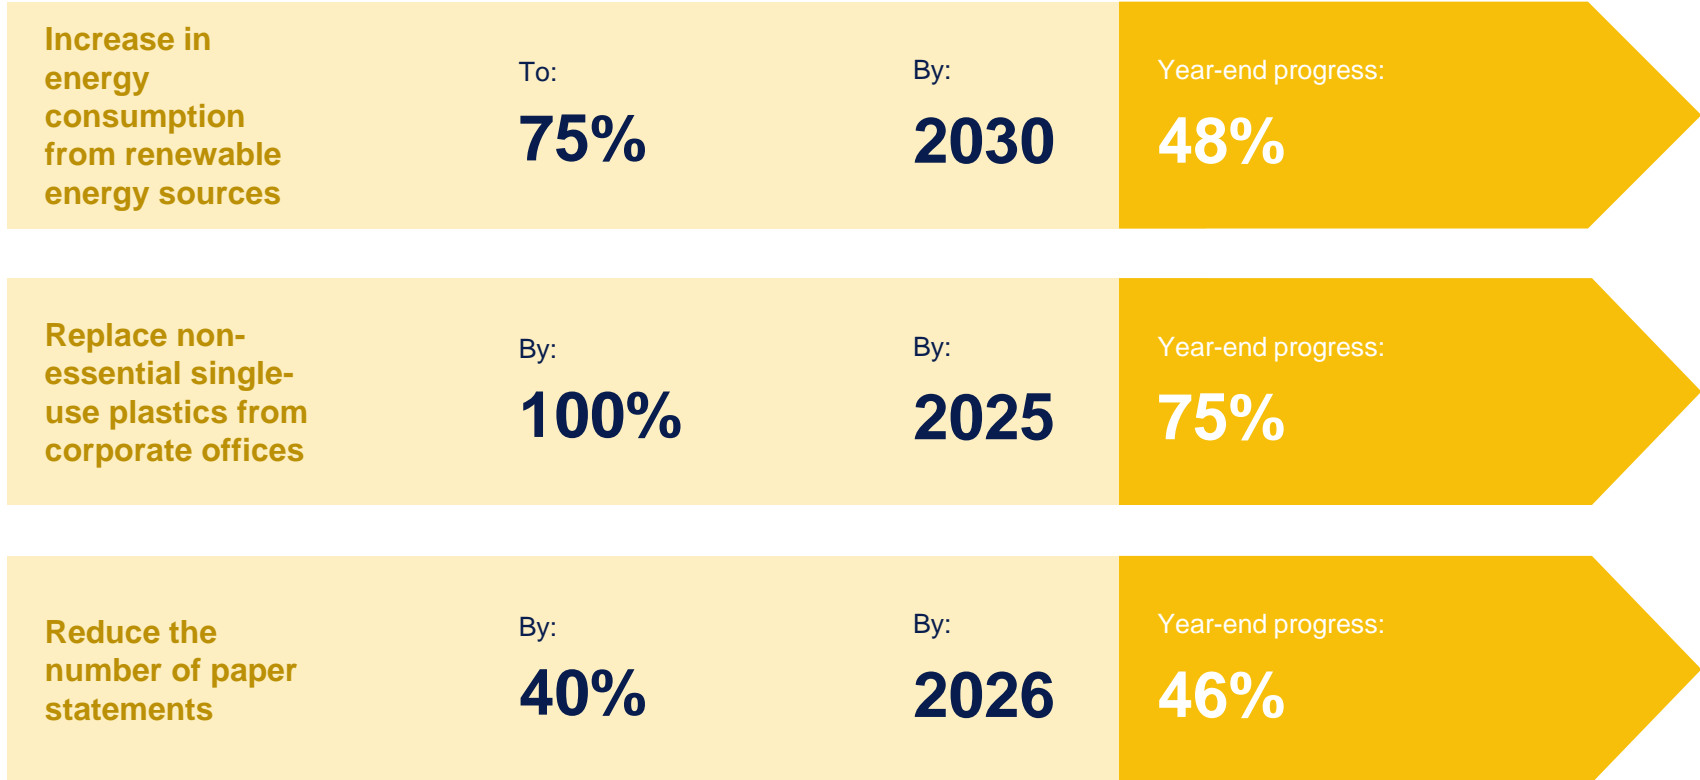 Increase in
energy
consumption
from renewable
energy sources
To:
75%
By:
2030
Year-end progress:
48%
Replace non-
essential single-
use plastics from
corporate offices
By:
100%
By:
2025
Year-end progress:
75%
Reduce the
number of paper
statements
By:
40%
By:
2026
Year-end progress:
46%